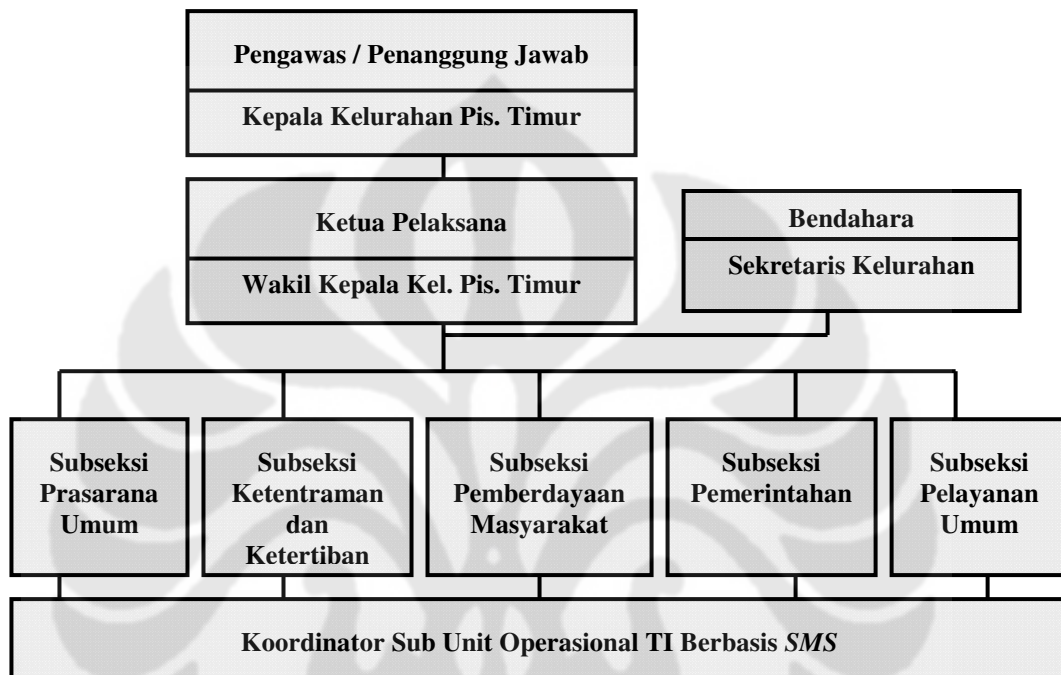 Pengawas / Penanggung Jawab
Kepala Kelurahan Pis. Timur
Ketua Pelaksana
Wakil Kepala Kel. Pis. Timur
Bendahara
Sekretaris Kelurahan
Subseksi
Prasarana
Umum
Subseksi
Ketentraman
dan
Ketertiban
Subseksi
Pemberdayaan
Masyarakat
Subseksi
Pemerintahan
Subseksi
Pelayanan
Umum
Koordinator Sub Unit Operasional TI Berbasis SMS